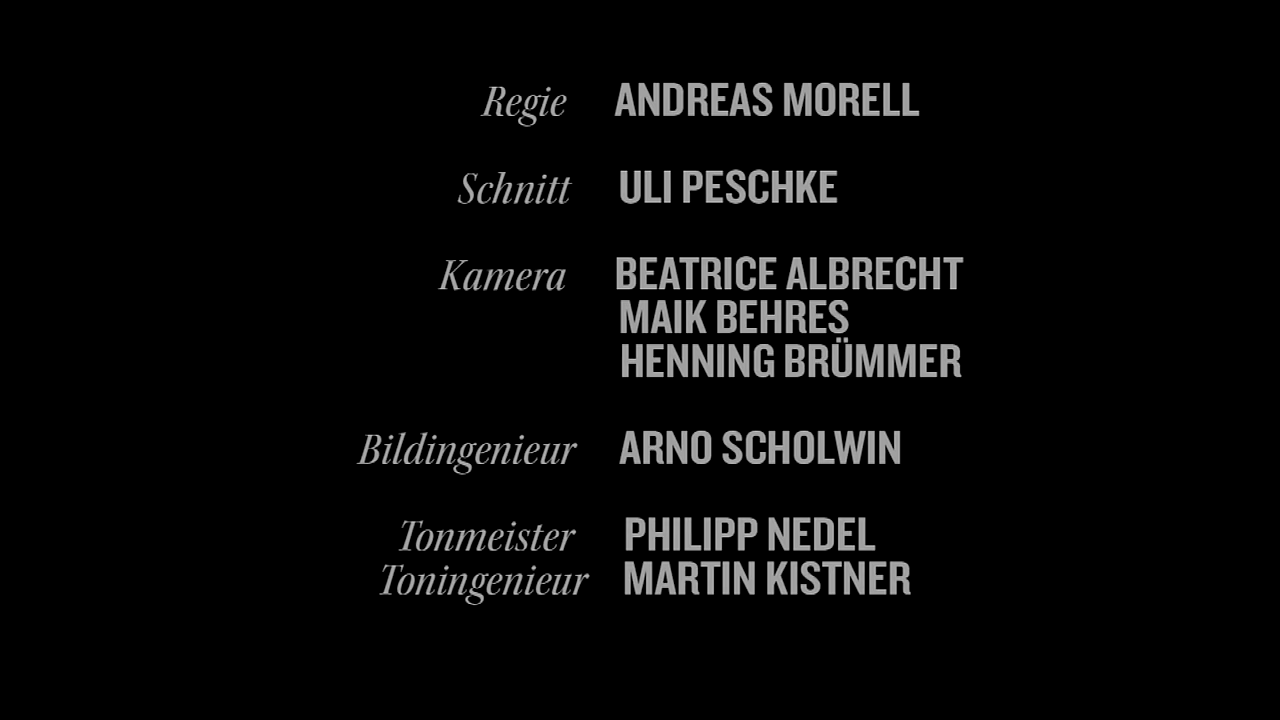 Regie ANDREAS MORELL
Schnitt ULI PESCHKE
Kamera BEATRICE ALBRECHT
MAIK BEHRES
HENNING BRÜMMER
Bildingenieur ARNO SCHOLWIN
Tonmeister PHILIPP NEDEL
Toningenieur MARTIN KISTNER